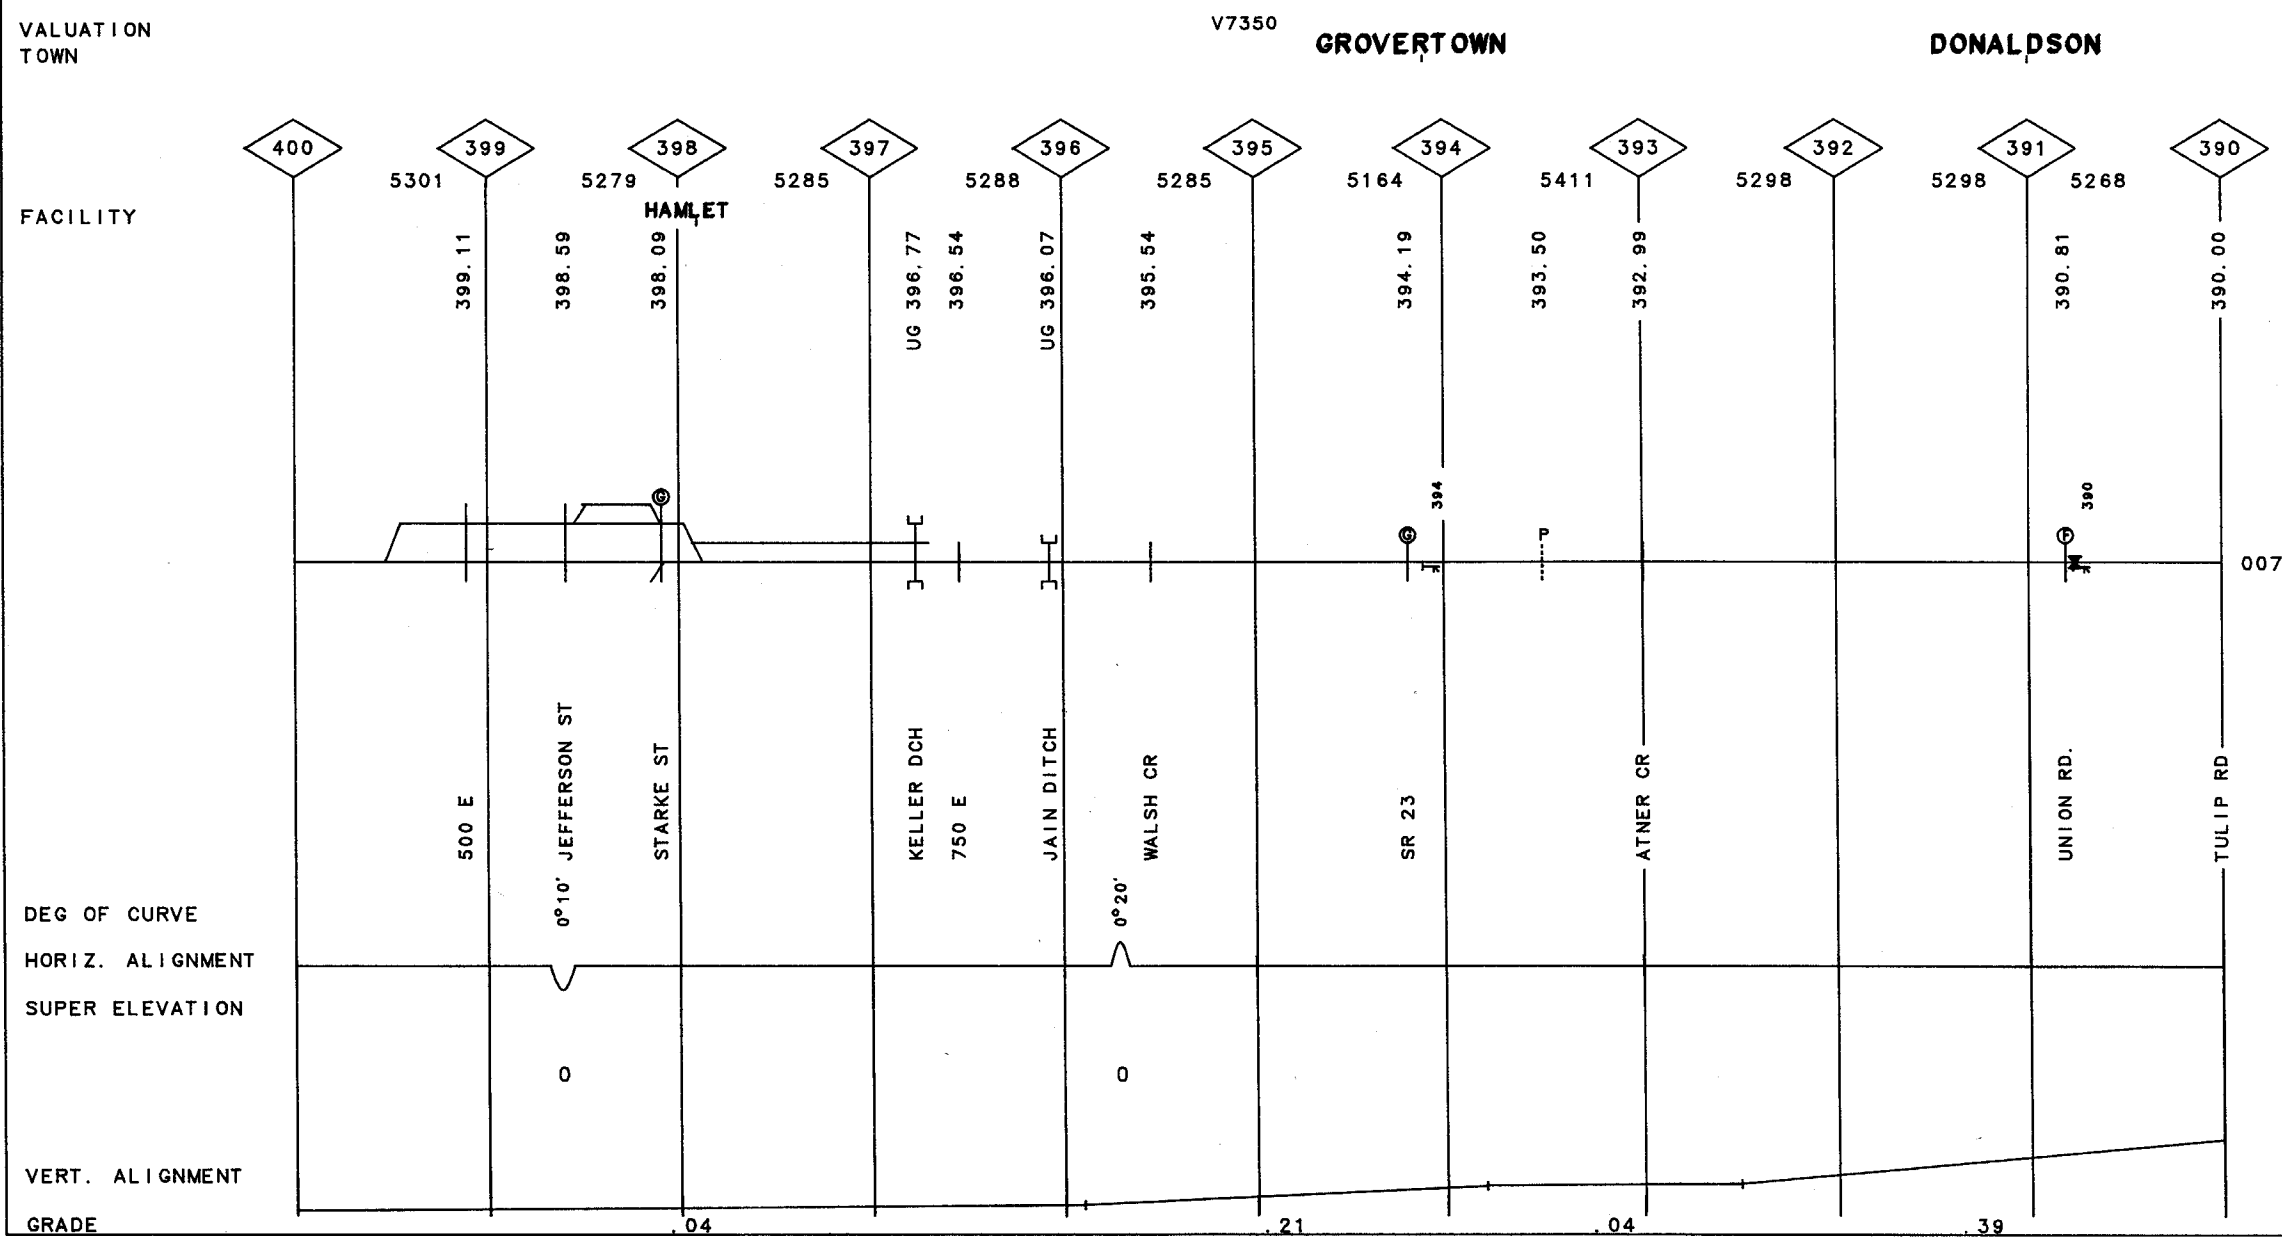 VALUATION
V7350
TOWN
GROVERTOWN
DONALDSON
400
399
398
397
396
395
394
393
392
391
390
5301
5279
5285
5288
5285
5164
5411
5298
5298
5268
FACILITY
HAMLET
399.11
398.59
398.09
UG 396.77
396.54
UG 396.07
395.54
394.19
393.50
392.99
390.81
390.00
G
394
G
P
390
F
007
500 E
JEFFERSON ST
STARKE ST
KELLER DCH
750 E
JAIN DITCH
WALSH CR
SR 23
ATNER CR
UNION RD.
TULIP RD
DEG OF CURVE
0°10'
0°20'
HORIZ. ALIGNMENT
SUPER ELEVATION
0
0
VERT. ALIGNMENT
GRADE
.04
.21
.04
.39